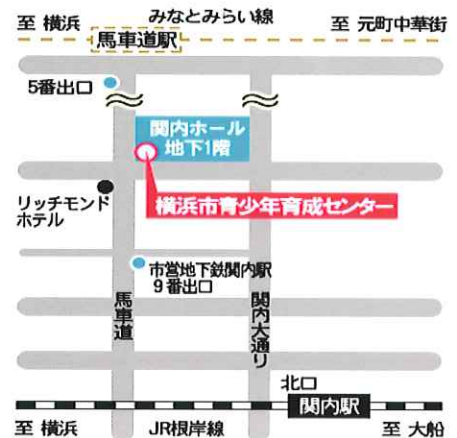 みなとみらい線
至 横浜
至 元町中華街
馬車道駅
5番出口
関内ホール
地下1階
リッチモンド
ホテル
横浜市青少年育成センター
市営地下鉄関内駅
9番出口
馬車道
関内大通り
北口
関内駅
至 横浜
JR根岸線
至 大船